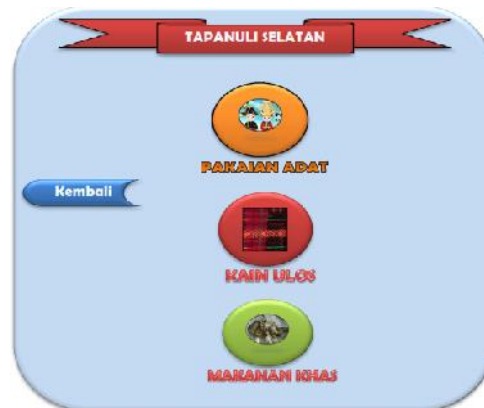 TAPANULI SELATAN
PAKAIAN ADAT
Kembali
KAIN ULOS
MAKANAN KHAS